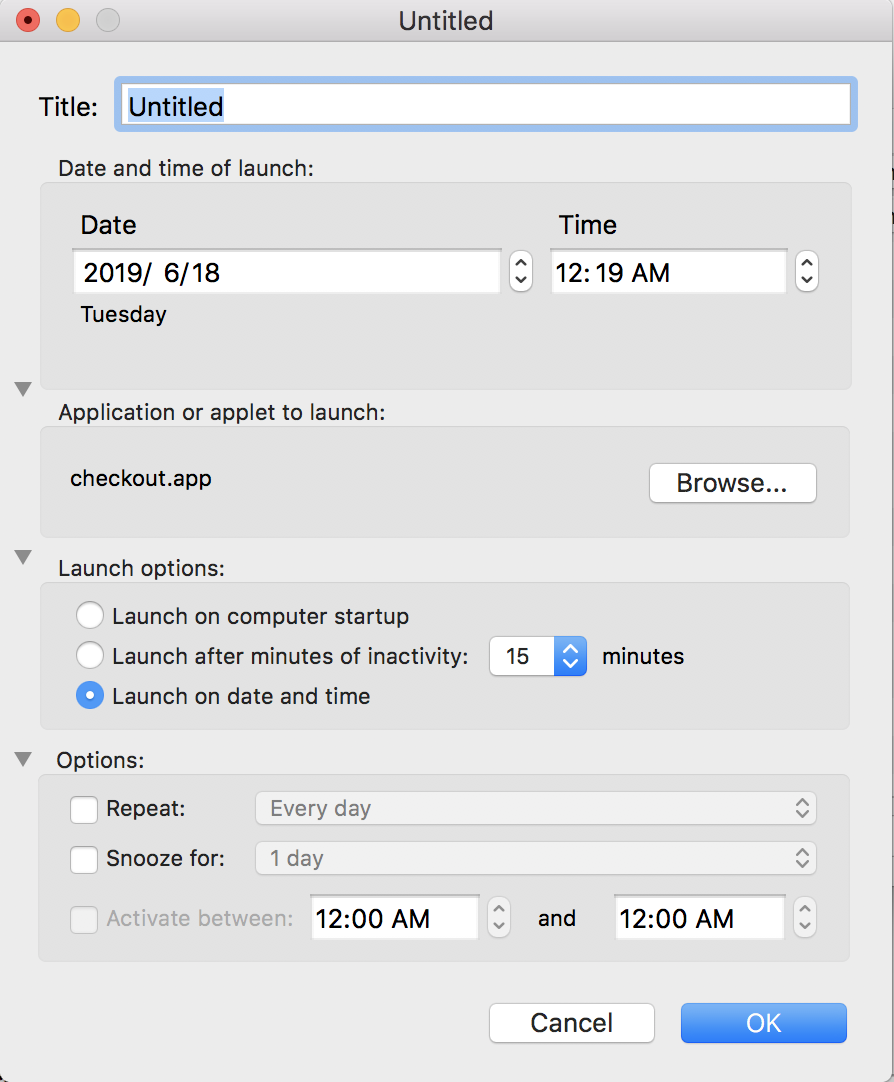 Untitled
Title: Untitled
Date and time of launch:
Date Time
2019/ 6/18 12:19 AM
Tuesday
Application or applet to launch:
checkout.app Browse...
Launch options:
Launch on computer startup
Launch after minutes of inactivity: 15 minutes
Launch on date and time
Options:
Repeat: Every day
Snooze for: 1 day
Activate between: 12:00 AM and 12:00 AM
Cancel OK